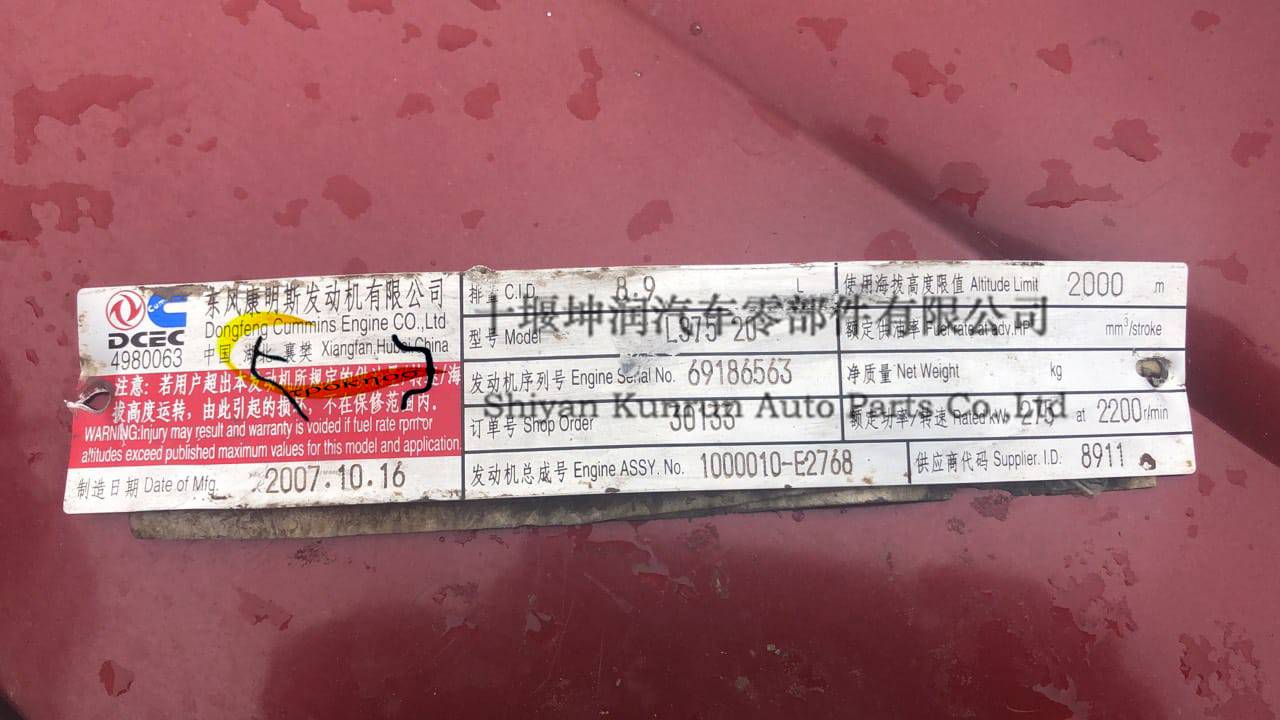 DCEC
4980063
东风康明斯发动机有限公司
Dongfeng Cummins Engine CO.,Ltd
中国 湖北 襄樊 Xiangfan,Hubei,China
注意: 若用户超出本发动机所规定的 /海
拔高度运转, 由此引起的损 , 不在保修范围内.
WARNING:Injury may result and warranty is voided if fuel rate rpm or
altitudes exceed published maximum values for this model and application.
制造日期 Date of Mfg. 2007.10.16
排量 C.I.D. 8.9 L
型号 Model L375 20
发动机序列号 Engine Serial No. 69186563
订单号 Shop Order 30133
发动机总成号 Engine ASSY. No. 1000010-E2768
使用海拔高度限值 Altitude Limit 2000 m
额定供油率 Fuel rate at adv.HP mm³/stroke
净质量 Net Weight kg
额定功率/转速 Rated kW 275 at 2200 r/min
供应商代码 Supplier. I.D. 8911
十堰坤润汽车零部件有限公司
Shiyan Kunrun Auto Parts Co., Ltd